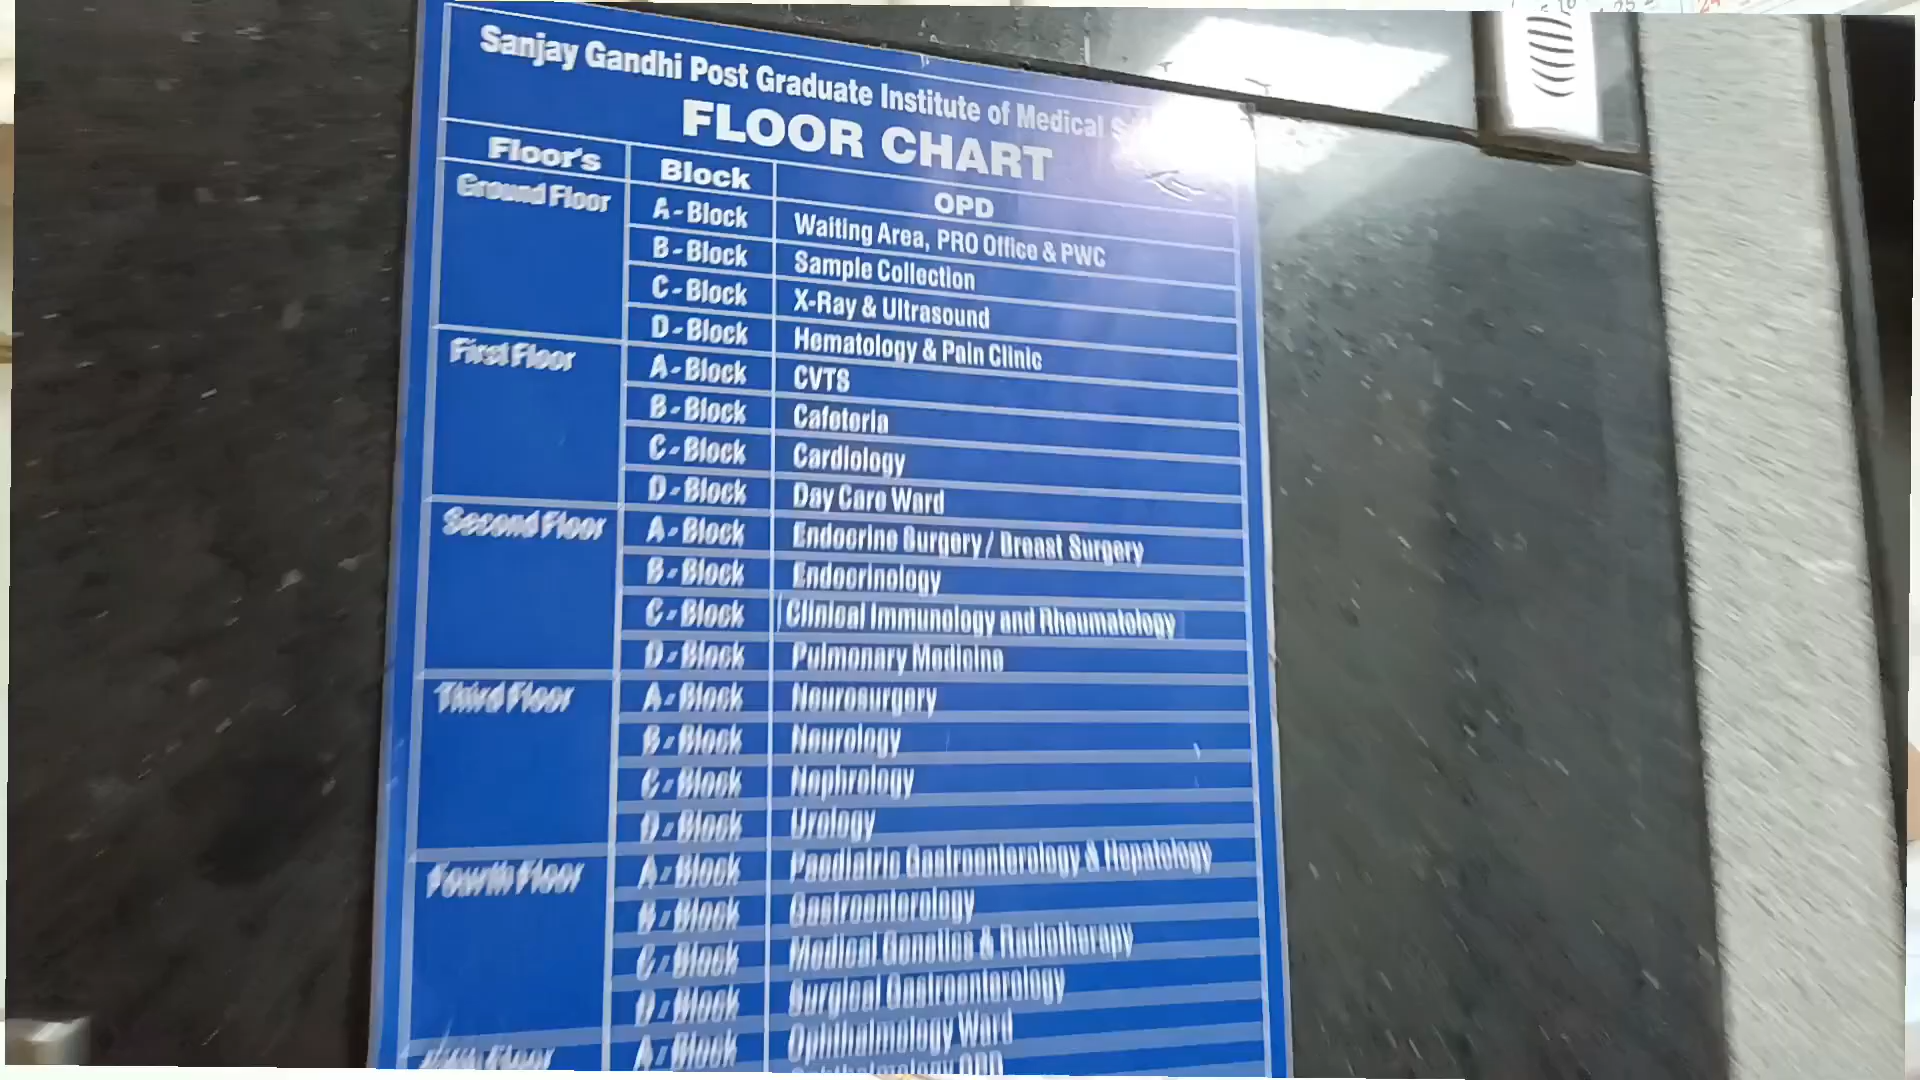 Sanjay Gandhi Post Graduate Institute of Medical
FLOOR CHART
Floor's Block OPD
Ground Floor A - Block Waiting Area, PRO Office & PWC
B - Block Sample Collection
C - Block X-Ray & Ultrasound
D - Block Hematology & Pain Clinic
First Floor A - Block CVTS
B - Block Cafeteria
C - Block Cardiology
D - Block Day Care Ward
Second Floor A - Block Endocrine Surgery / Breast Surgery
B - Block Endocrinology
C - Block Clinical Immunology and Rheumatology
D - Block Pulmonary Medicine
Third Floor A - Block Neurosurgery
B - Block Neurology
C - Block Nephrology
D - Block Urology
Fourth Floor A - Block Paediatric Gastroenterology & Hepatology
B - Block Gastroenterology
C - Block Medical Genetics & Radiotherapy
D - Block Surgical Gastroenterology
Fifth Floor A - Block Ophthalmology Ward
Ophthalmology OPD